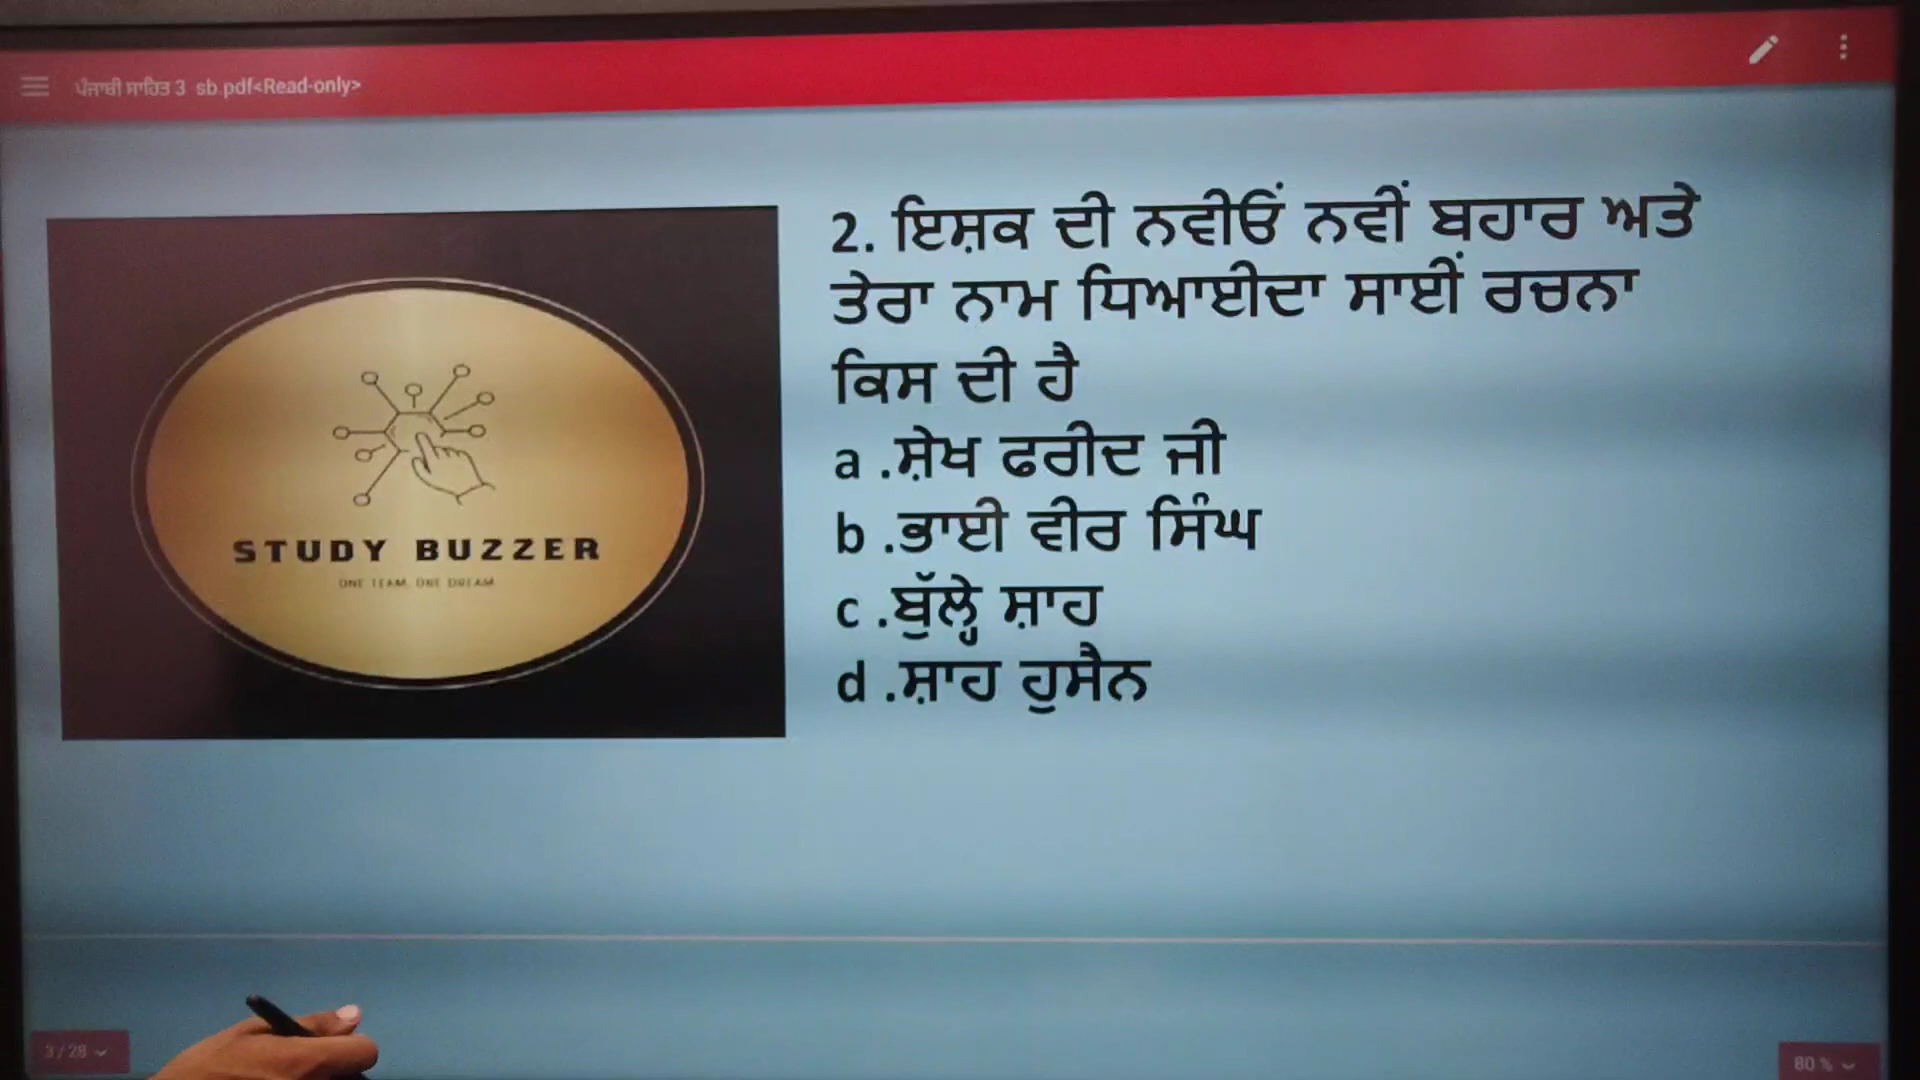 ਪੰਜਾਬੀ ਸਾਹਿਤ 3 sb.pdf<Read-only>
2. ਇਸ਼ਕ ਦੀ ਨਵੀਓਂ ਨਵੀਂ ਬਹਾਰ ਅਤੇ
ਤੇਰਾ ਨਾਮ ਧਿਆਈਦਾ ਸਾਈਂ ਰਚਨਾ
ਕਿਸ ਦੀ ਹੈ
a .ਸ਼ੇਖ ਫਰੀਦ ਜੀ
b .ਭਾਈ ਵੀਰ ਸਿੰਘ
c .ਬੁੱਲ੍ਹੇ ਸ਼ਾਹ
d .ਸ਼ਾਹ ਹੁਸੈਨ
STUDY BUZZER
ONE TEAM, ONE DREAM
3 / 28
80 %